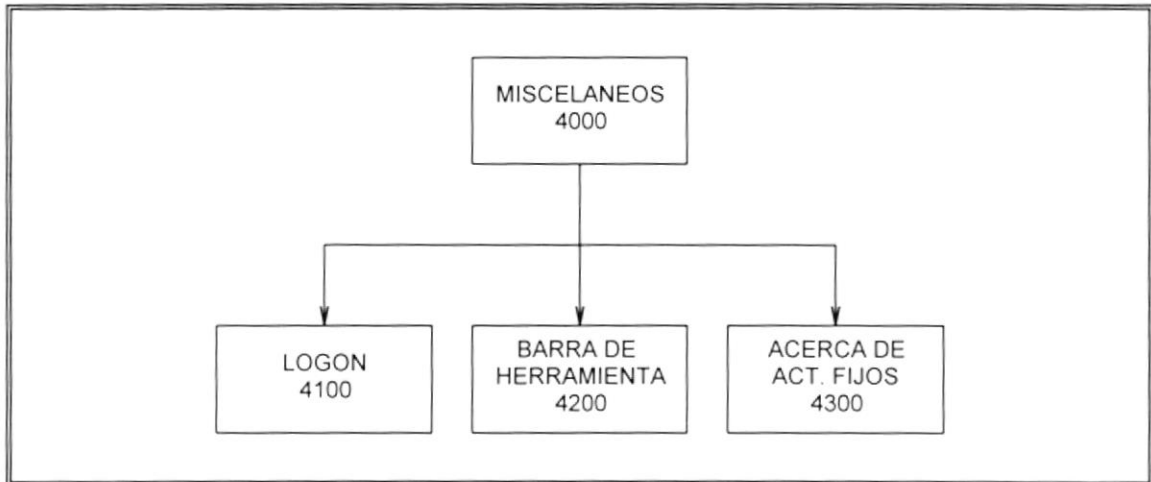 MISCELANEOS
4000
LOGON
4100
BARRA DE
HERRAMIENTA
4200
ACERCA DE
ACT. FIJOS
4300